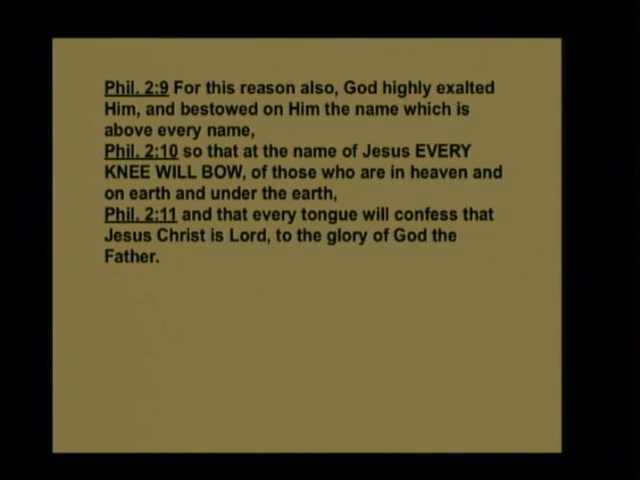 Phil. 2:9 For this reason also, God highly exalted
Him, and bestowed on Him the name which is
above every name,
Phil. 2:10 so that at the name of Jesus EVERY
KNEE WILL BOW, of those who are in heaven and
on earth and under the earth,
Phil. 2:11 and that every tongue will confess that
Jesus Christ is Lord, to the glory of God the
Father.